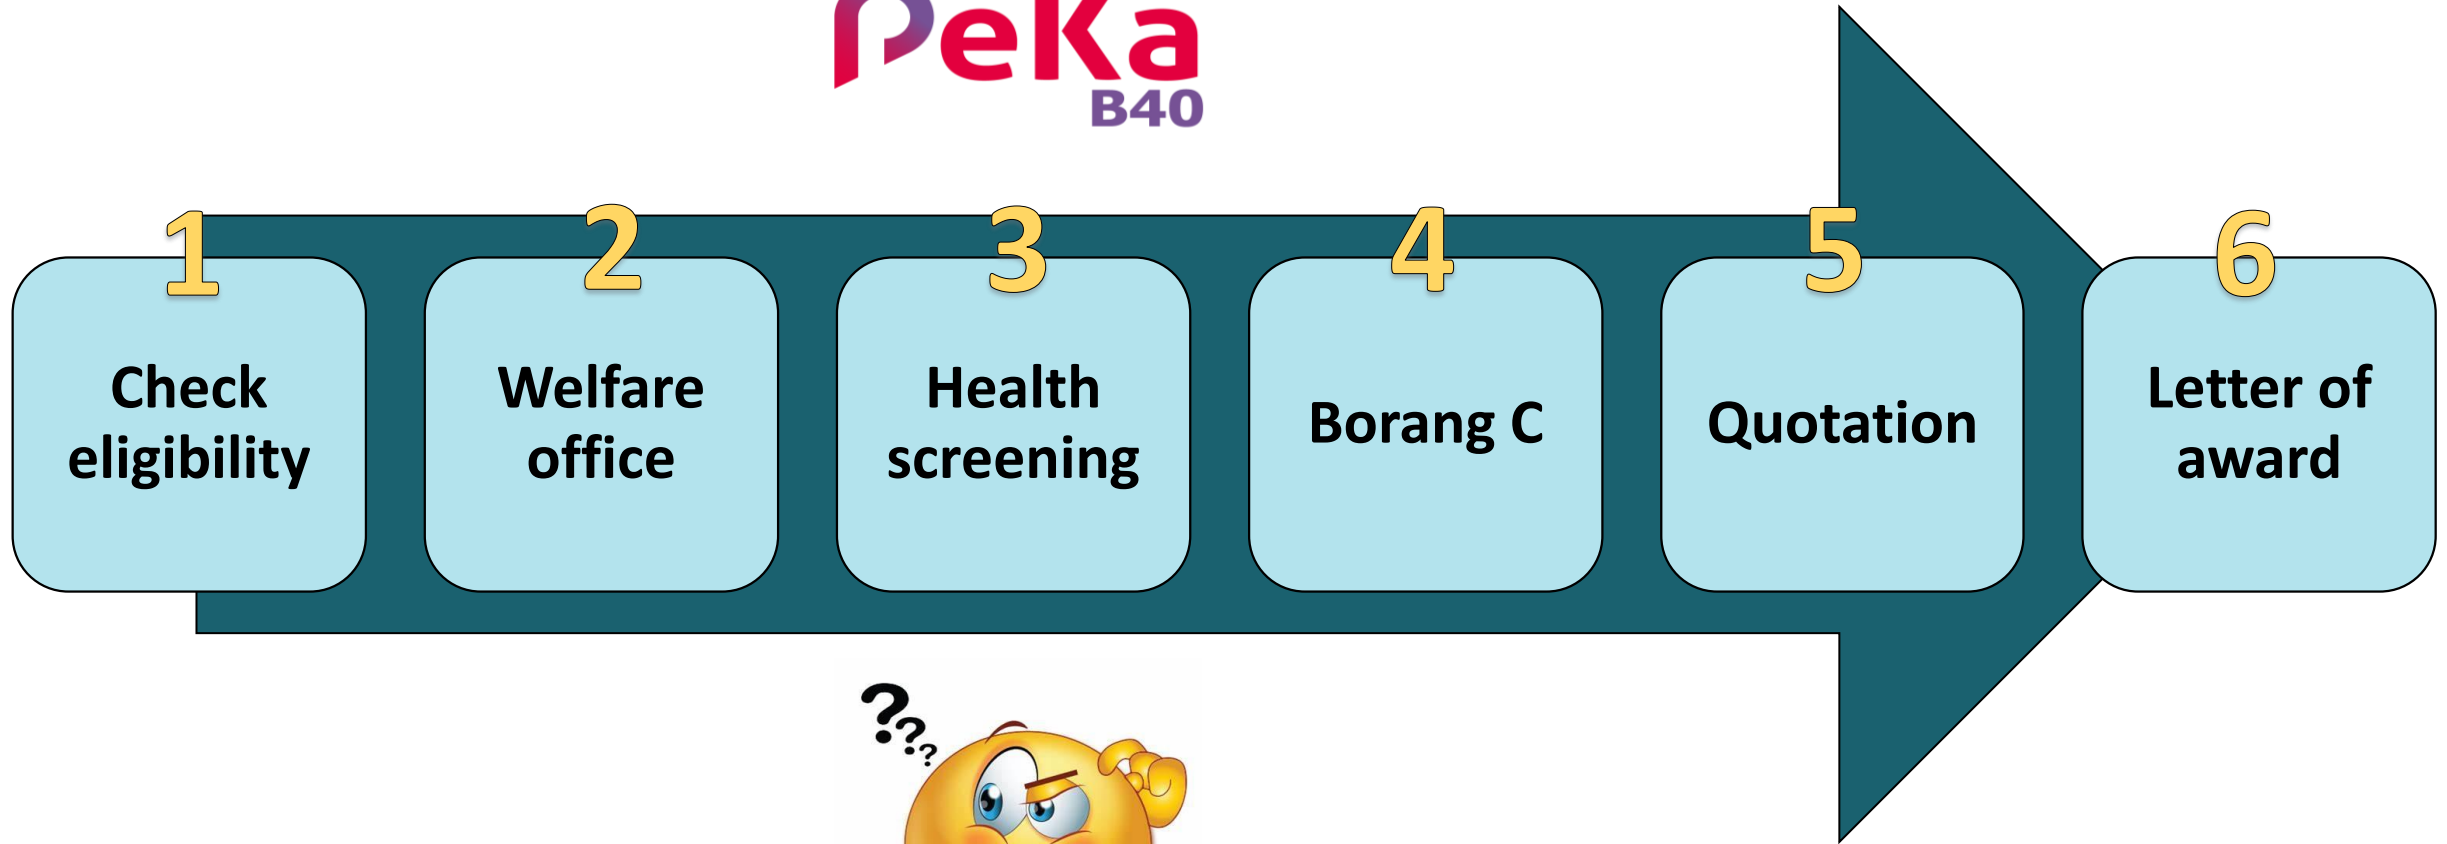 PeKa
B40
1
Check
eligibility
2
Welfare
office
3
Health
screening
4
Borang C
5
Quotation
6
Letter of
award
???